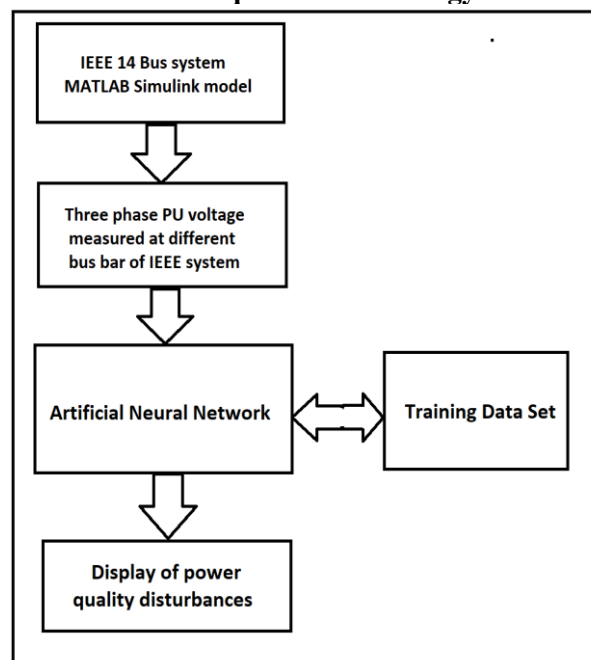 IEEE 14 Bus system
MATLAB Simulink model
Three phase PU voltage
measured at different
bus bar of IEEE system
Artificial Neural Network
Training Data Set
Display of power
quality disturbances